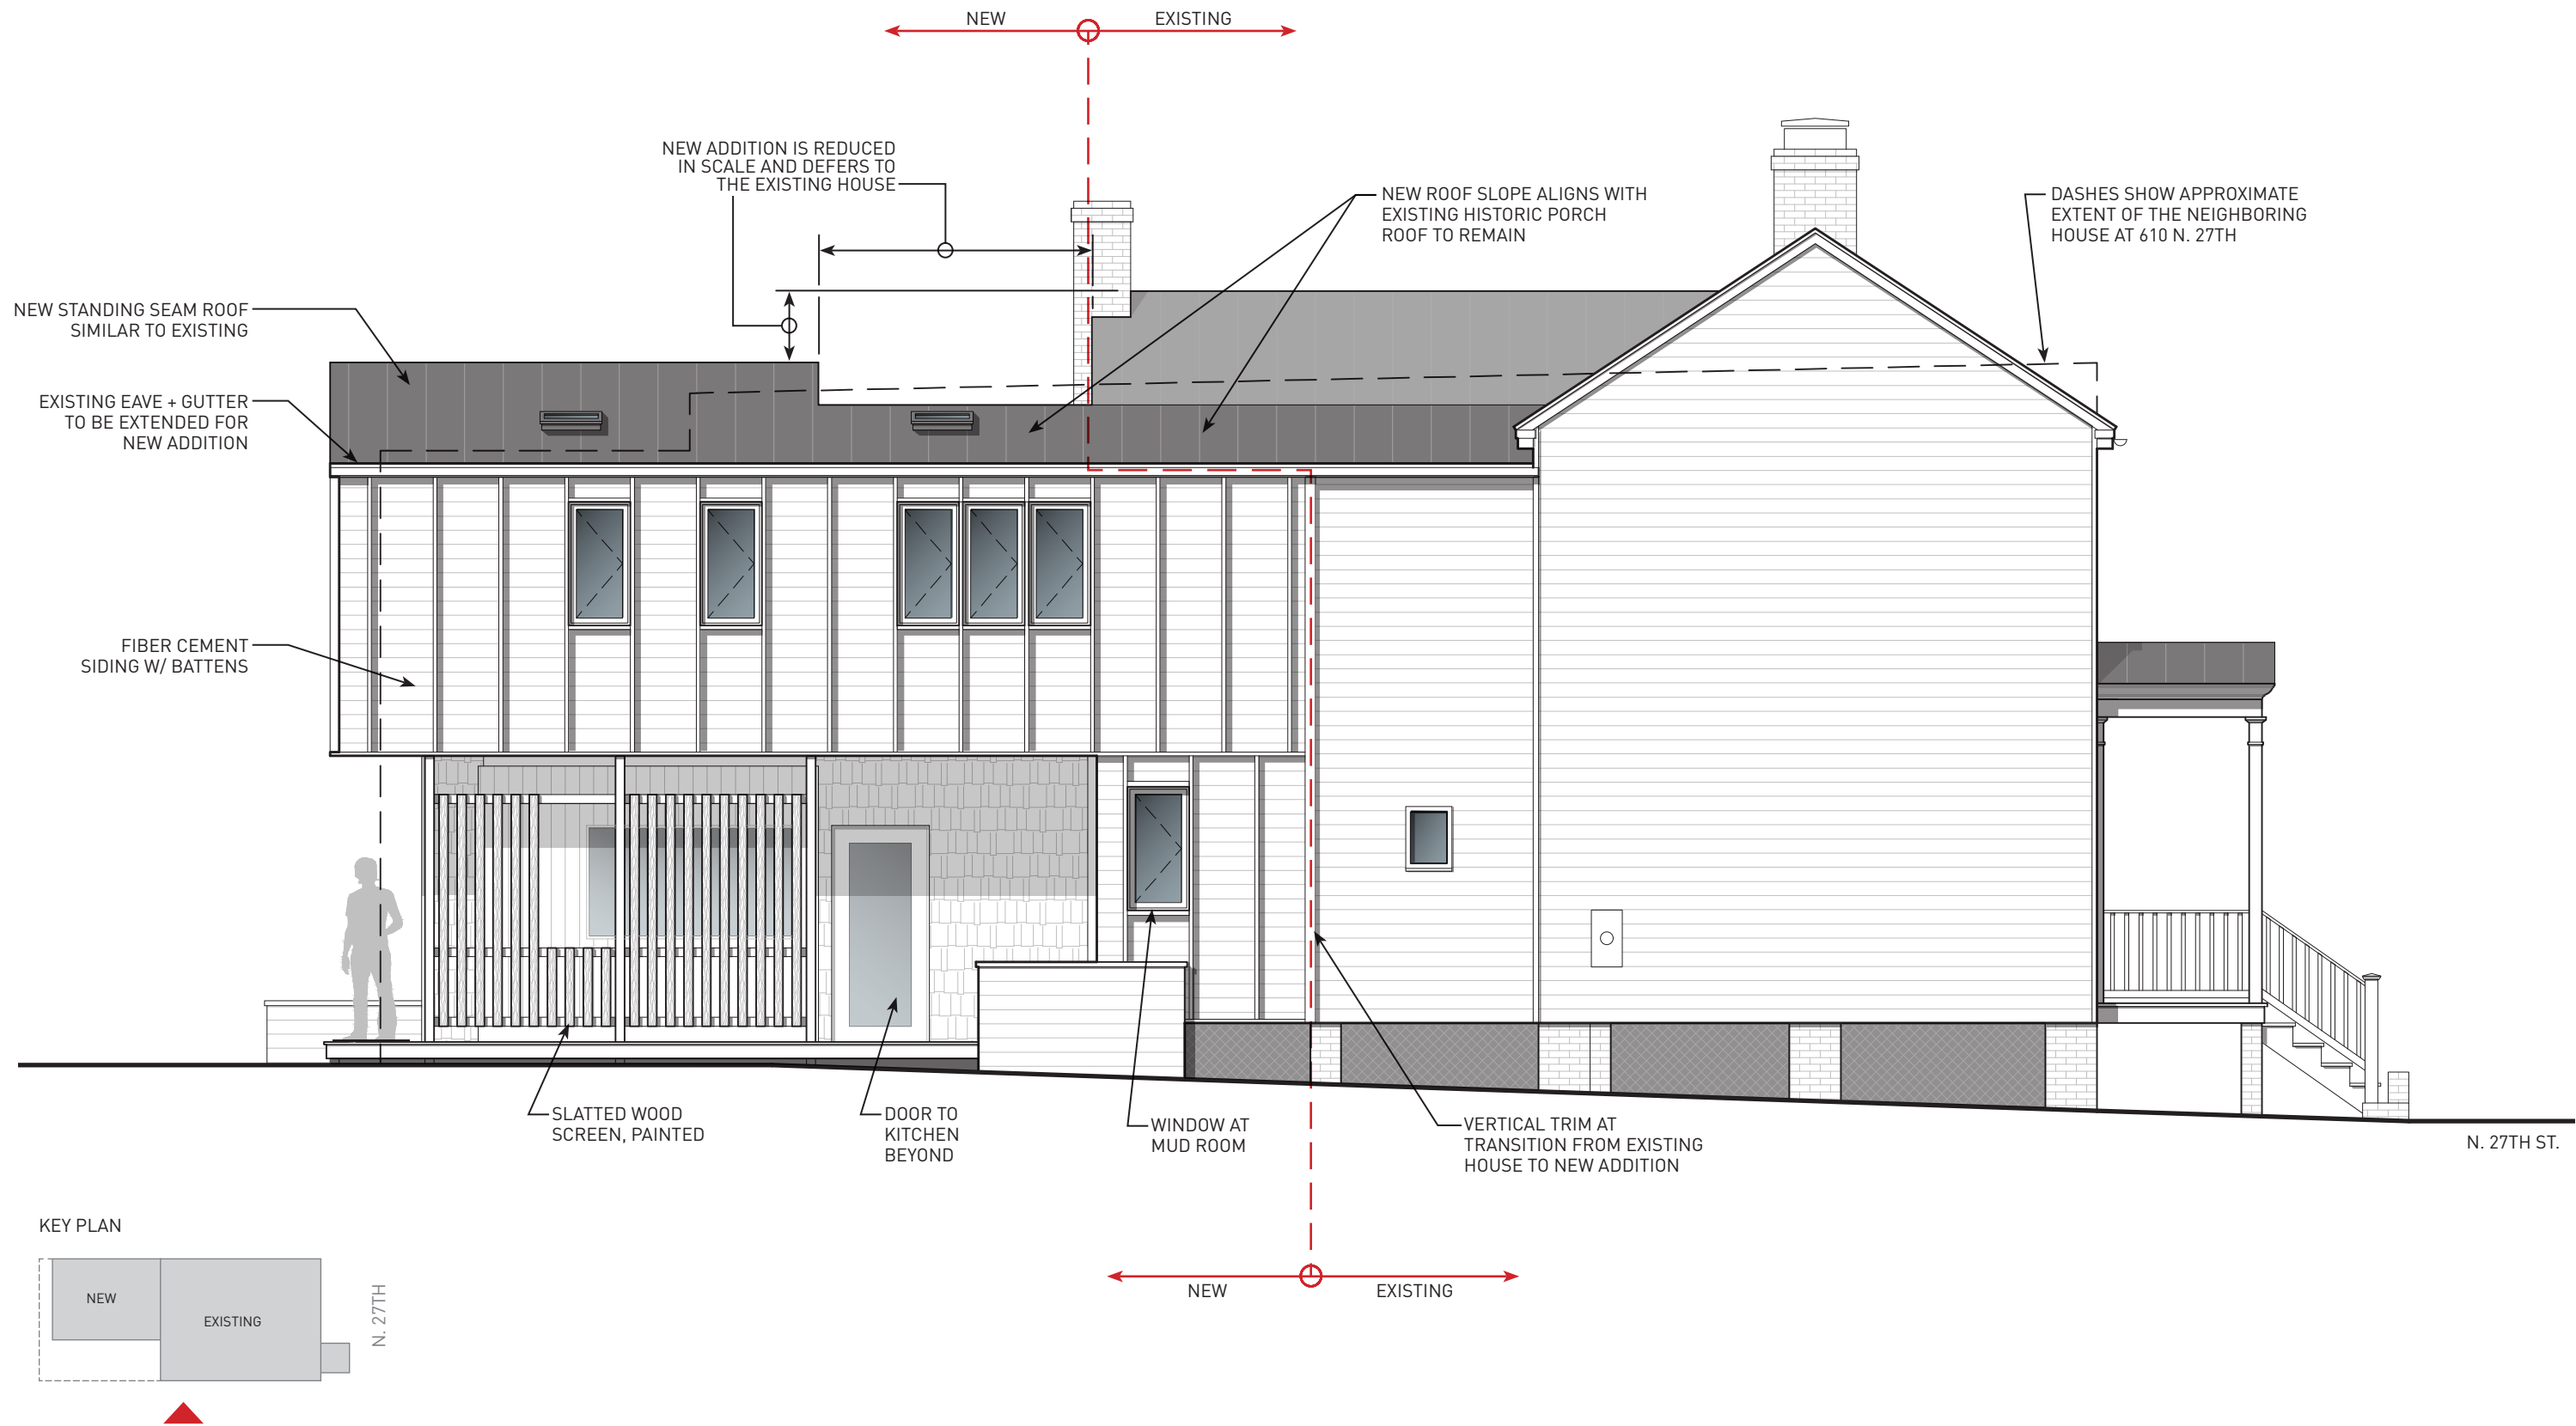 NEW
EXISTING
NEW ADDITION IS REDUCED
IN SCALE AND DEFERS TO
THE EXISTING HOUSE
NEW ROOF SLOPE ALIGNS WITH
EXISTING HISTORIC PORCH
ROOF TO REMAIN
DASHES SHOW APPROXIMATE
EXTENT OF THE NEIGHBORING
HOUSE AT 610 N. 27TH
NEW STANDING SEAM ROOF
SIMILAR TO EXISTING
EXISTING EAVE + GUTTER
TO BE EXTENDED FOR
NEW ADDITION
FIBER CEMENT
SIDING W/ BATTENS
SLATTED WOOD
SCREEN, PAINTED
DOOR TO
KITCHEN
BEYOND
WINDOW AT
MUD ROOM
VERTICAL TRIM AT
TRANSITION FROM EXISTING
HOUSE TO NEW ADDITION
N. 27TH ST.
KEY PLAN
NEW
EXISTING
N. 27TH
NEW
EXISTING